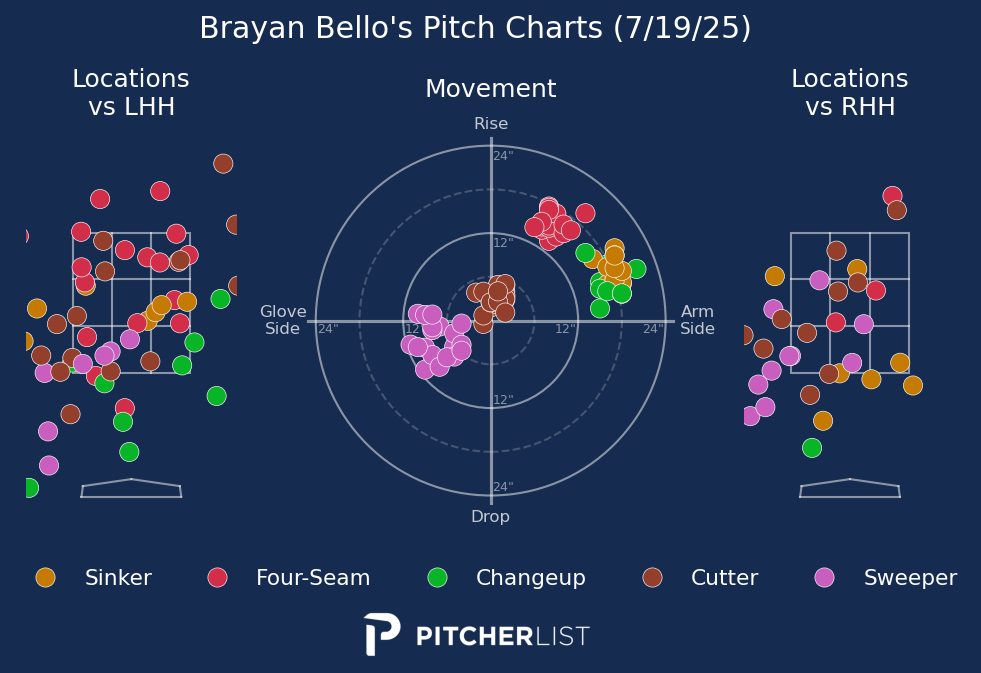 Brayan Bello's Pitch Charts (7/19/25)
Locations
vs LHH
Movement
Locations
vs RHH
Rise
24"
12"
Glove
Side
24"
12"
12"
24"
Arm
Side
12"
24"
Drop
Sinker
Four-Seam
Changeup
Cutter
Sweeper
PITCHERLIST